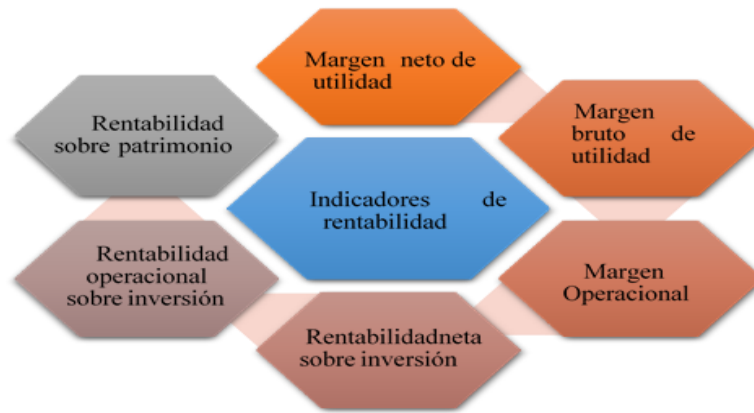 Margen neto de
utilidad
Margen
bruto de
utilidad
Margen
Operacional
Rentabilidadneta
sobre inversión
Rentabilidad
operacional
sobre inversión
Rentabilidad
sobre patrimonio
Indicadores de
rentabilidad